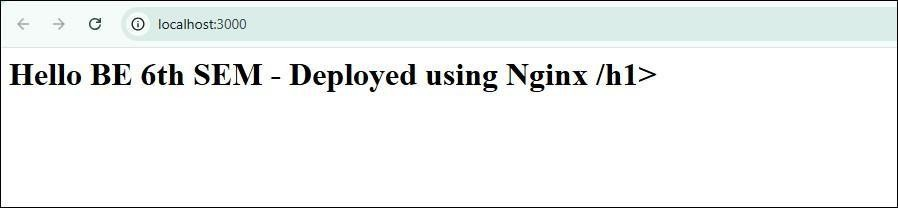 localhost:3000
Hello BE 6th SEM - Deployed using Nginx /h1>